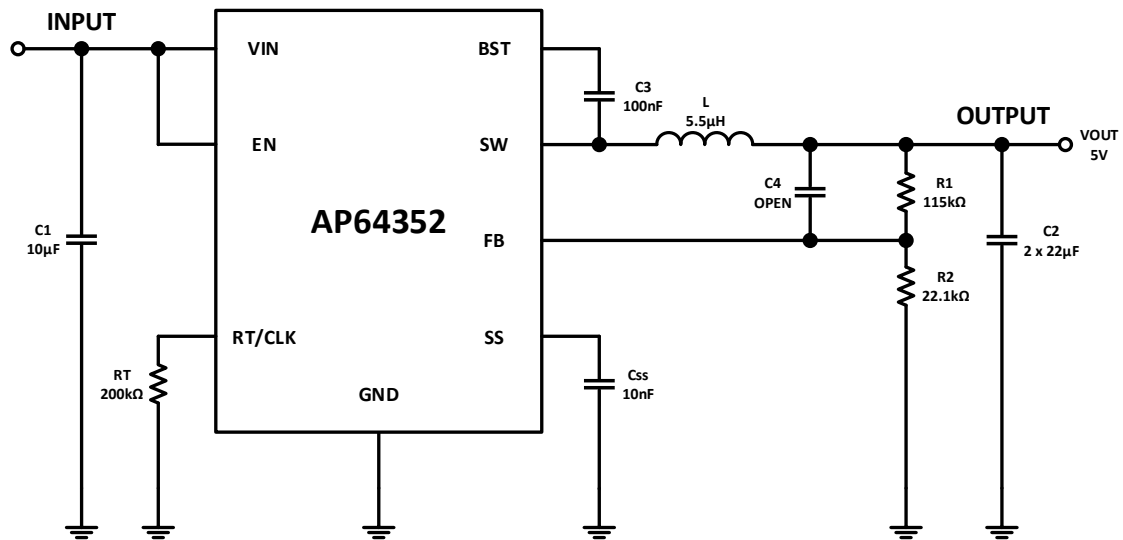 INPUT
VIN
BST
C3
100nF
L
5.5µH
OUTPUT
VOUT
5V
EN
SW
C4
OPEN
R1
115kΩ
AP64352
C1
10µF
FB
C2
2 x 22µF
R2
22.1kΩ
RT/CLK
SS
RT
200kΩ
Css
10nF
GND